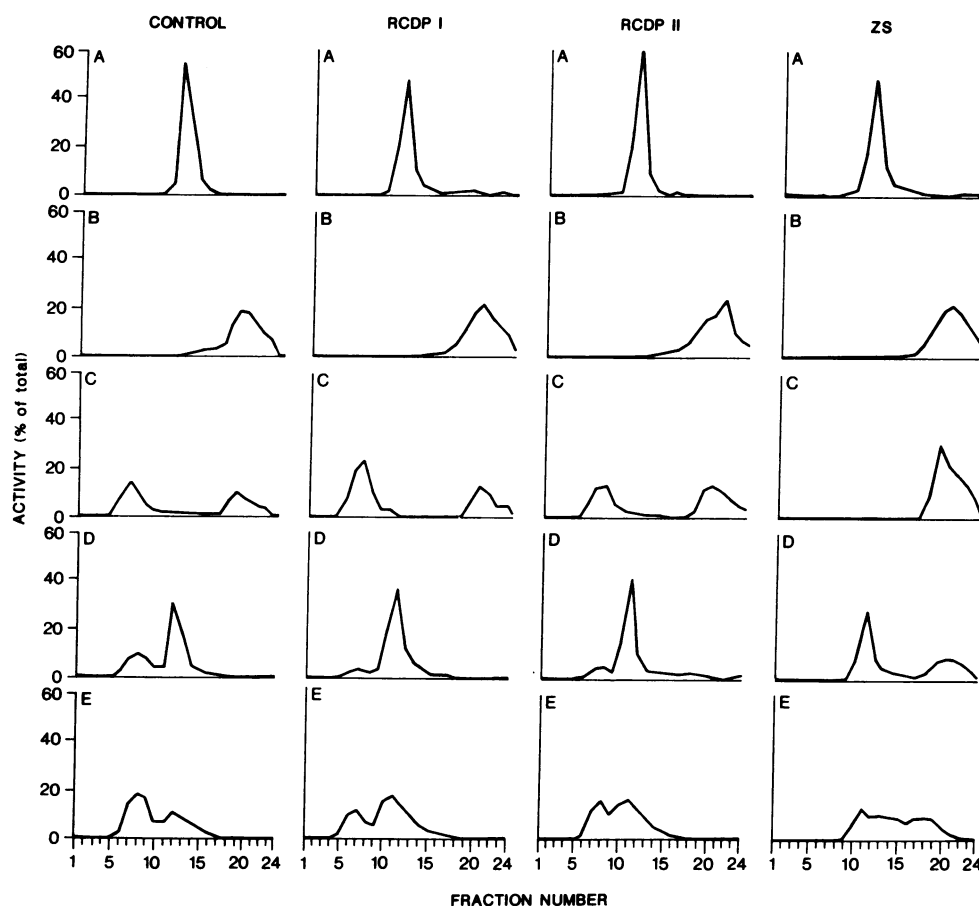 CONTROL RCDP I RCDP II ZS
60 A A A A
40
20
0
60 B B B B
40
20
0
60 C C C C
40
20
0
60 D D D D
40
20
0
60 E E E E
40
20
0
ACTIVITY (% of total)
1 5 10 15 20 24 1 5 10 15 20 24 1 5 10 15 20 24 1 5 10 15 20 24
FRACTION NUMBER